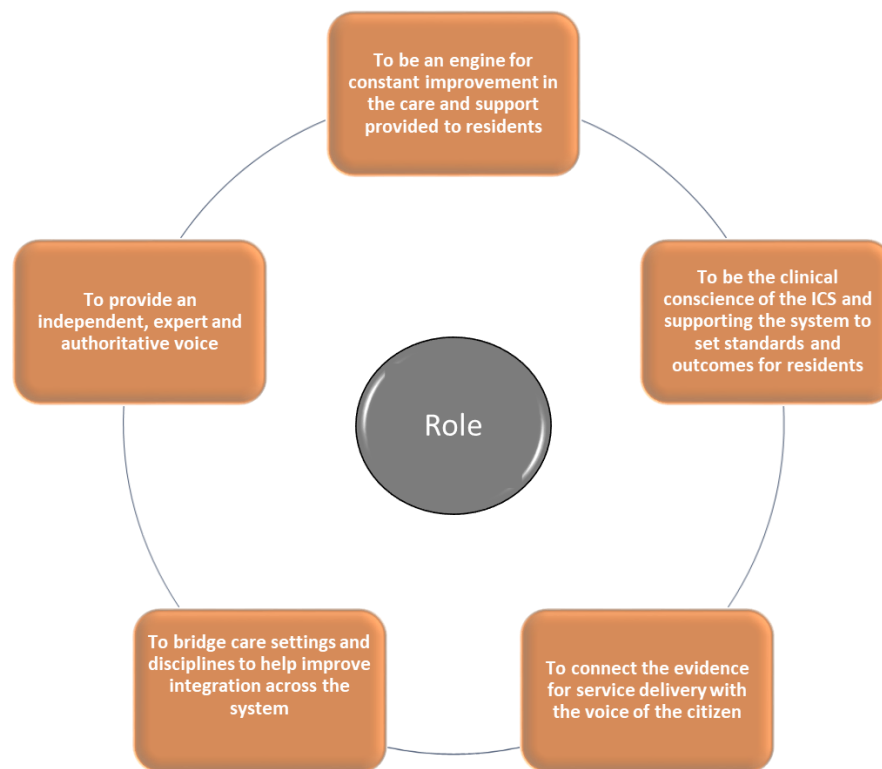 To be an engine for
constant improvement in
the care and support
provided to residents
To provide an
independent, expert and
authoritative voice
To be the clinical
conscience of the ICS and
supporting the system to
set standards and
outcomes for residents
Role
To bridge care settings and
disciplines to help improve
integration across the
system
To connect the evidence
for service delivery with
the voice of the citizen